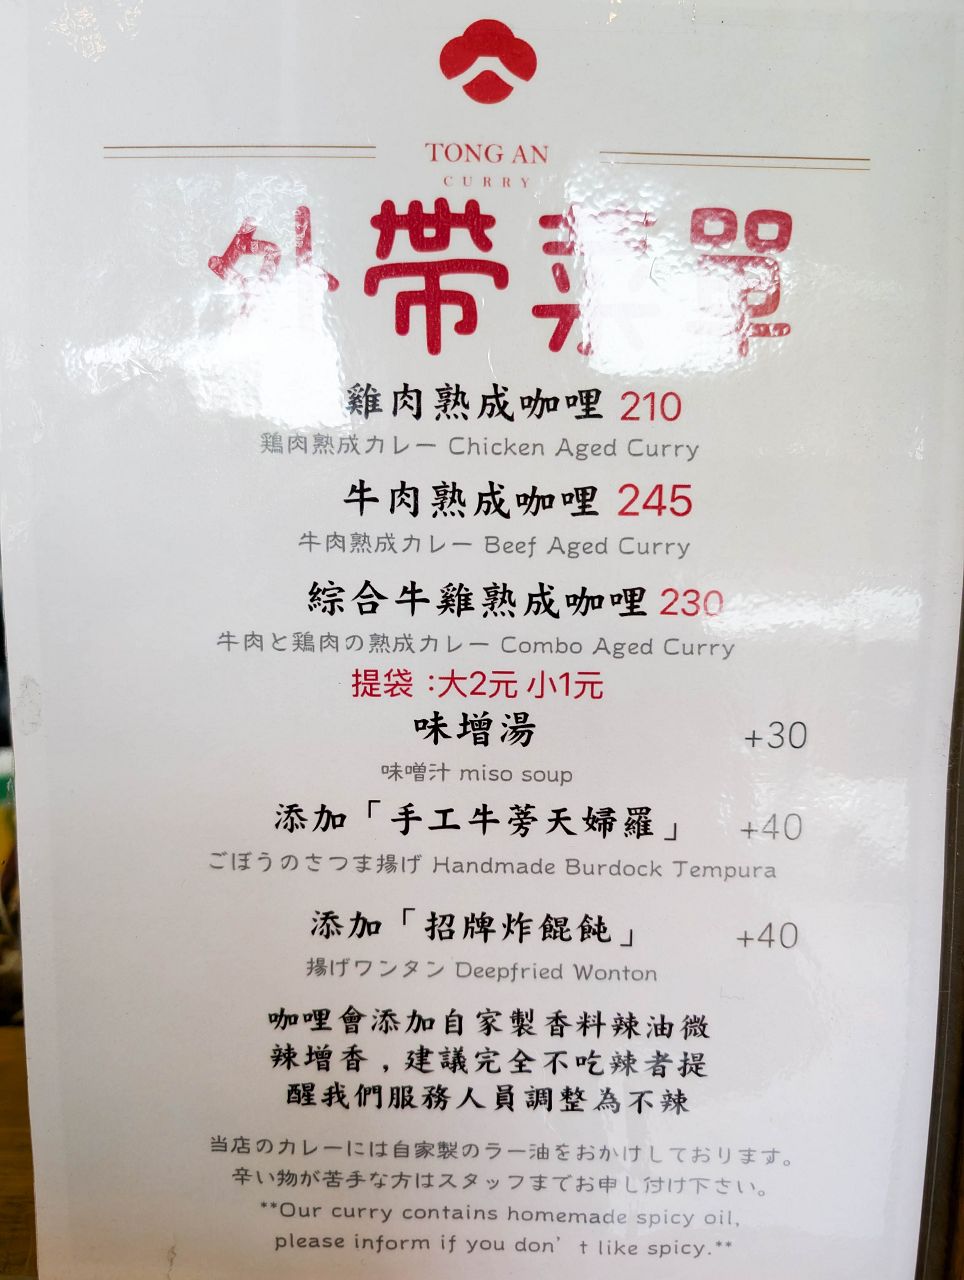 TONG AN
CURRY
外帶菜單
雞肉熟成咖哩 210
鶏肉熟成カレー Chicken Aged Curry
牛肉熟成咖哩 245
牛肉熟成カレー Beef Aged Curry
綜合牛雞熟成咖哩 230
牛肉と鶏肉の熟成カレー Combo Aged Curry
提袋：大2元 小1元
味增湯 +30
味噌汁 miso soup
添加「手工牛蒡天婦羅」 +40
ごぼうのさつま揚げ Handmade Burdock Tempura
添加「招牌炸餛飩」 +40
揚げワンタン Deepfried Wonton
咖哩會添加自家製香料辣油微
辣增香，建議完全不吃辣者提
醒我們服務人員調整為不辣
当店のカレーには自家製のラー油をおかけしております。
辛い物が苦手な方はスタッフまでお申し付け下さい。
**Our curry contains homemade spicy oil,
please inform if you don’t like spicy.**